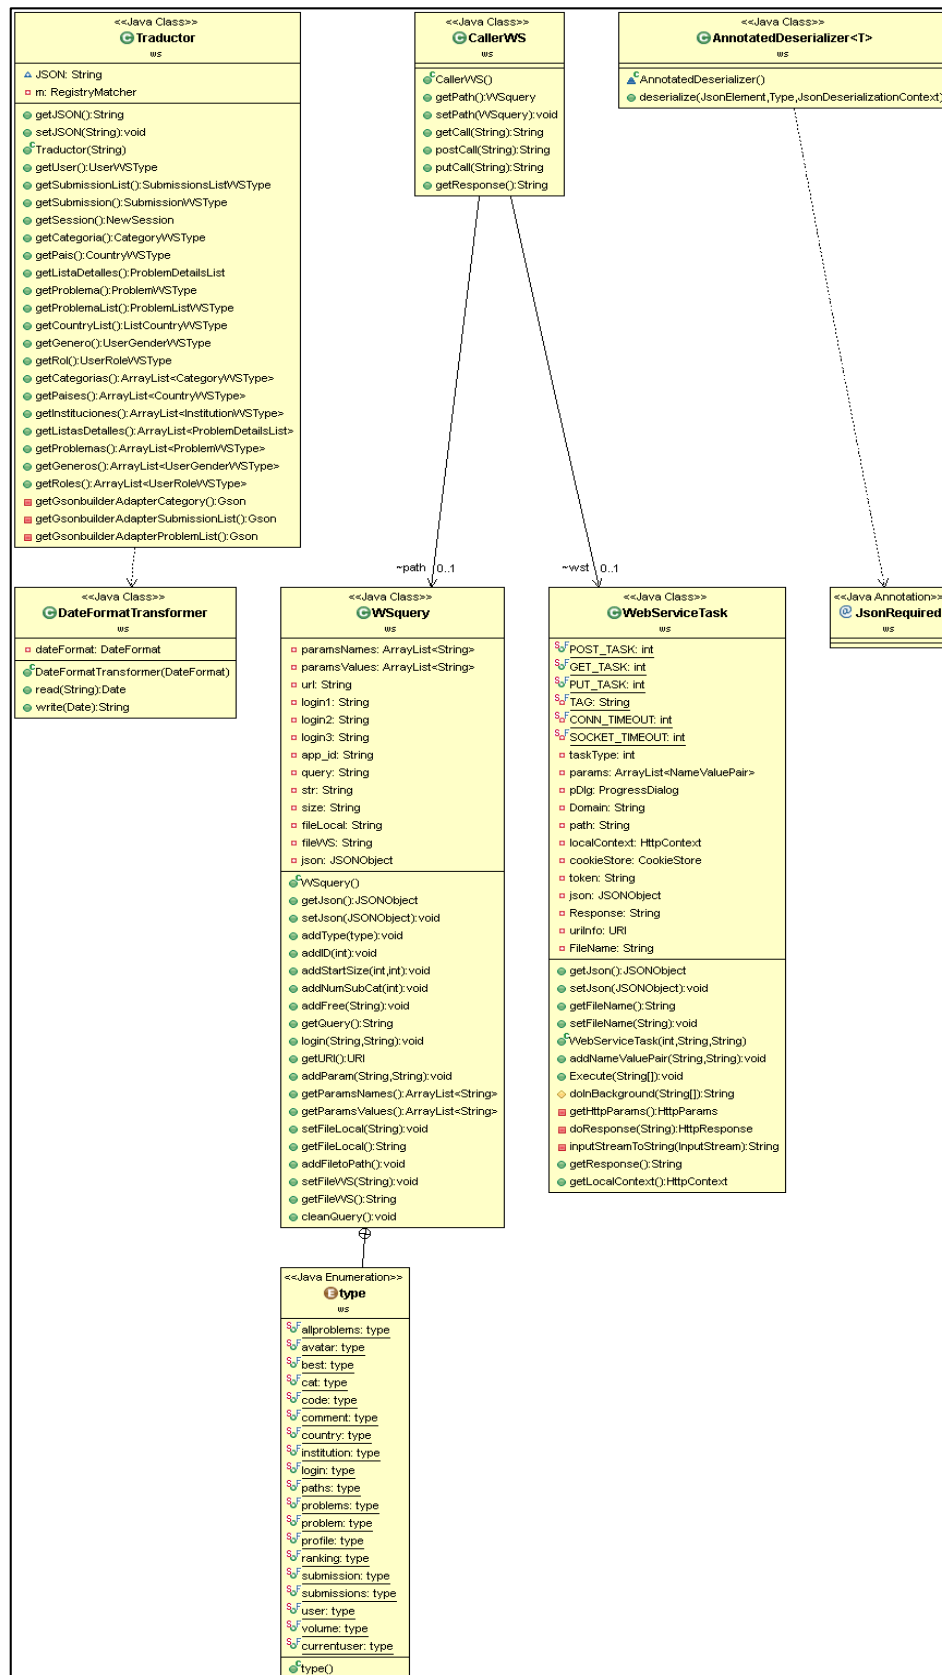 <<Java Class>>
Traductor
ws
JSON: String
m: RegistryMatcher
getJSON():String
setJSON(String):void
Traductor(String)
getUser():UserWSType
getSubmissionList():SubmissionsListWSType
getSubmission():SubmissionWSType
getSession():NewSession
getCategoria():CategoryWSType
getPais():CountryWSType
getListaDetalles():ProblemDetailsList
getProblema():ProblemWSType
getProblemaList():ProblemListWSType
getCountryList():ListCountryWSType
getGenero():UserGenderWSType
getRol():UserRoleWSType
getCategorias():ArrayList<CategoryWSType>
getPaises():ArrayList<CountryWSType>
getInstituciones():ArrayList<InstitutionWSType>
getListasDetalles():ArrayList<ProblemDetailsList>
getProblemas():ArrayList<ProblemWSType>
getGeneros():ArrayList<UserGenderWSType>
getRoles():ArrayList<UserRoleWSType>
getGsonbuilderAdapterCategory():Gson
getGsonbuilderAdapterSubmissionList():Gson
getGsonbuilderAdapterProblemList():Gson
<<Java Class>>
CallerWS
ws
CallerWS()
getPath():WSquery
setPath(WSquery):void
getCall(String):String
postCall(String):String
putCall(String):String
getResponse():String
<<Java Class>>
AnnotatedDeserializer<T>
ws
AnnotatedDeserializer()
deserialize(JsonElement,Type,JsonDeserializationContext)
~path 0..1
~wst 0..1
<<Java Class>>
DateFormatTransformer
ws
dateFormat: DateFormat
DateFormatTransformer(DateFormat)
read(String):Date
write(Date):String
<<Java Class>>
WSquery
ws
paramsNames: ArrayList<String>
paramsValues: ArrayList<String>
url: String
login1: String
login2: String
login3: String
app_id: String
query: String
str: String
size: String
fileLocal: String
fileWS: String
json: JSONObject
WSquery()
getJson():JSONObject
setJson(JSONObject):void
addType(type):void
addID(int):void
addStartSize(int,int):void
addNumSubCat(int):void
addFree(String):void
getQuery():String
login(String,String):void
getURI():URI
addParam(String,String):void
getParamsNames():ArrayList<String>
getParamsValues():ArrayList<String>
setFileLocal(String):void
getFileLocal():String
addFiletoPath():void
setFileWS(String):void
getFileWS():String
cleanQuery():void
<<Java Class>>
WebServiceTask
ws
POST_TASK: int
GET_TASK: int
PUT_TASK: int
TAG: String
CONN_TIMEOUT: int
SOCKET_TIMEOUT: int
taskType: int
params: ArrayList<NameValuePair>
pDlg: ProgressDialog
Domain: String
path: String
localContext: HttpContext
cookieStore: CookieStore
token: String
json: JSONObject
Response: String
uriInfo: URI
FileName: String
getJson():JSONObject
setJson(JSONObject):void
getFileName():String
setFileName(String):void
WebServiceTask(int,String,String)
addNameValuePair(String,String):void
Execute(String[]):void
doInBackground(String[]):String
getHttpParams():HttpParams
doResponse(String):HttpResponse
inputStreamToString(InputStream):String
getResponse():String
getLocalContext():HttpContext
<<Java Annotation>>
JsonRequired
ws
<<Java Enumeration>>
type
ws
allproblems: type
avatar: type
best: type
cat: type
code: type
comment: type
country: type
institution: type
login: type
paths: type
problems: type
problem: type
profile: type
ranking: type
submission: type
submissions: type
user: type
volume: type
currentuser: type
type()